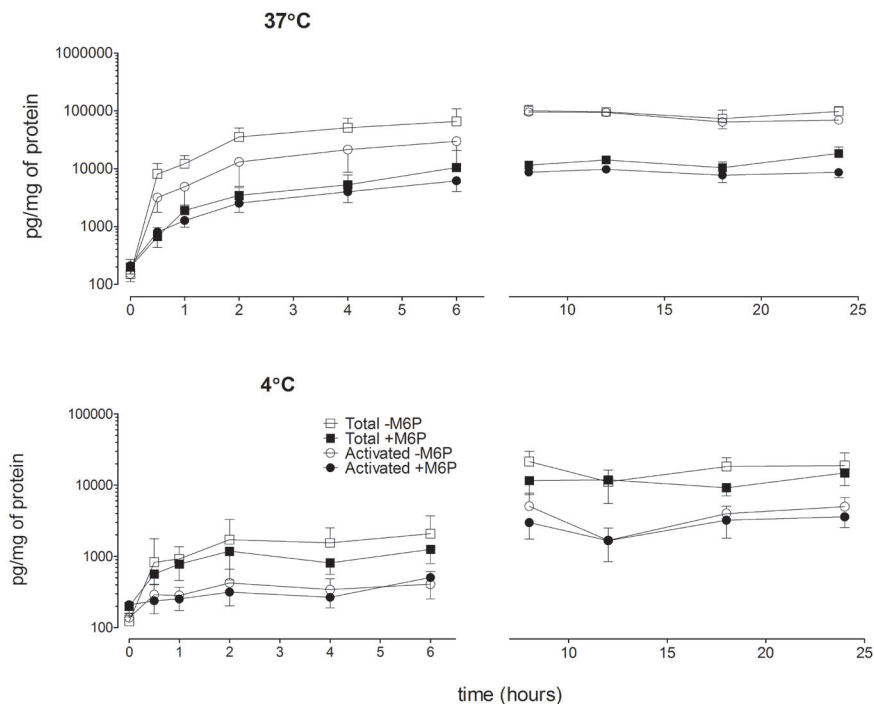 37°C
pg/mg of protein
1000000
100000
10000
1000
100
0 1 2 3 4 5 6
10 15 20 25
4°C
pg/mg of protein
100000
10000
1000
100
Total -M6P
Total +M6P
Activated -M6P
Activated +M6P
0 1 2 3 4 5 6
10 15 20 25
time (hours)